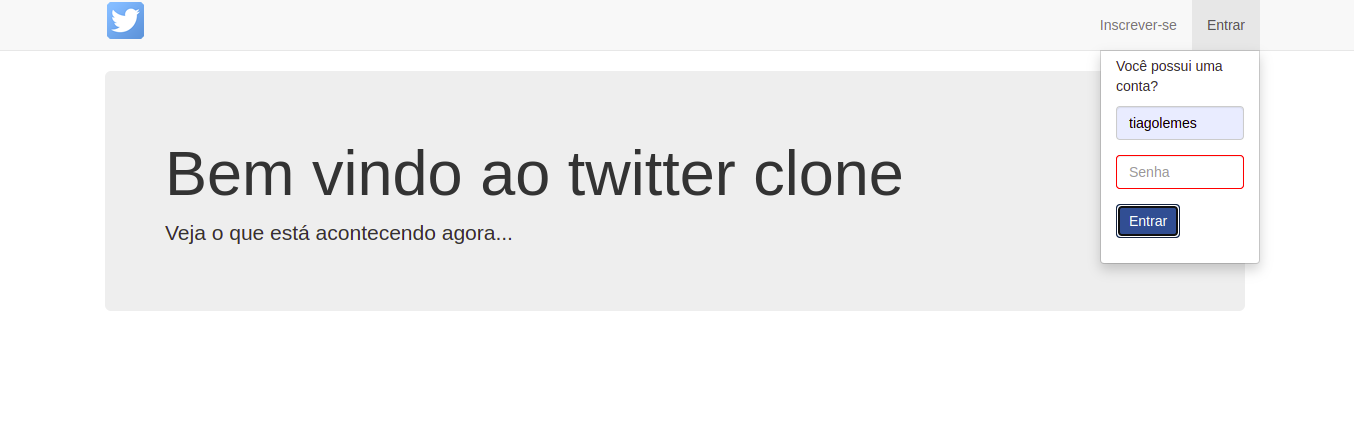 Inscrever-se
Entrar
Você possui uma
conta?
tiagolemes
Senha
Entrar
Bem vindo ao twitter clone
Veja o que está acontecendo agora...